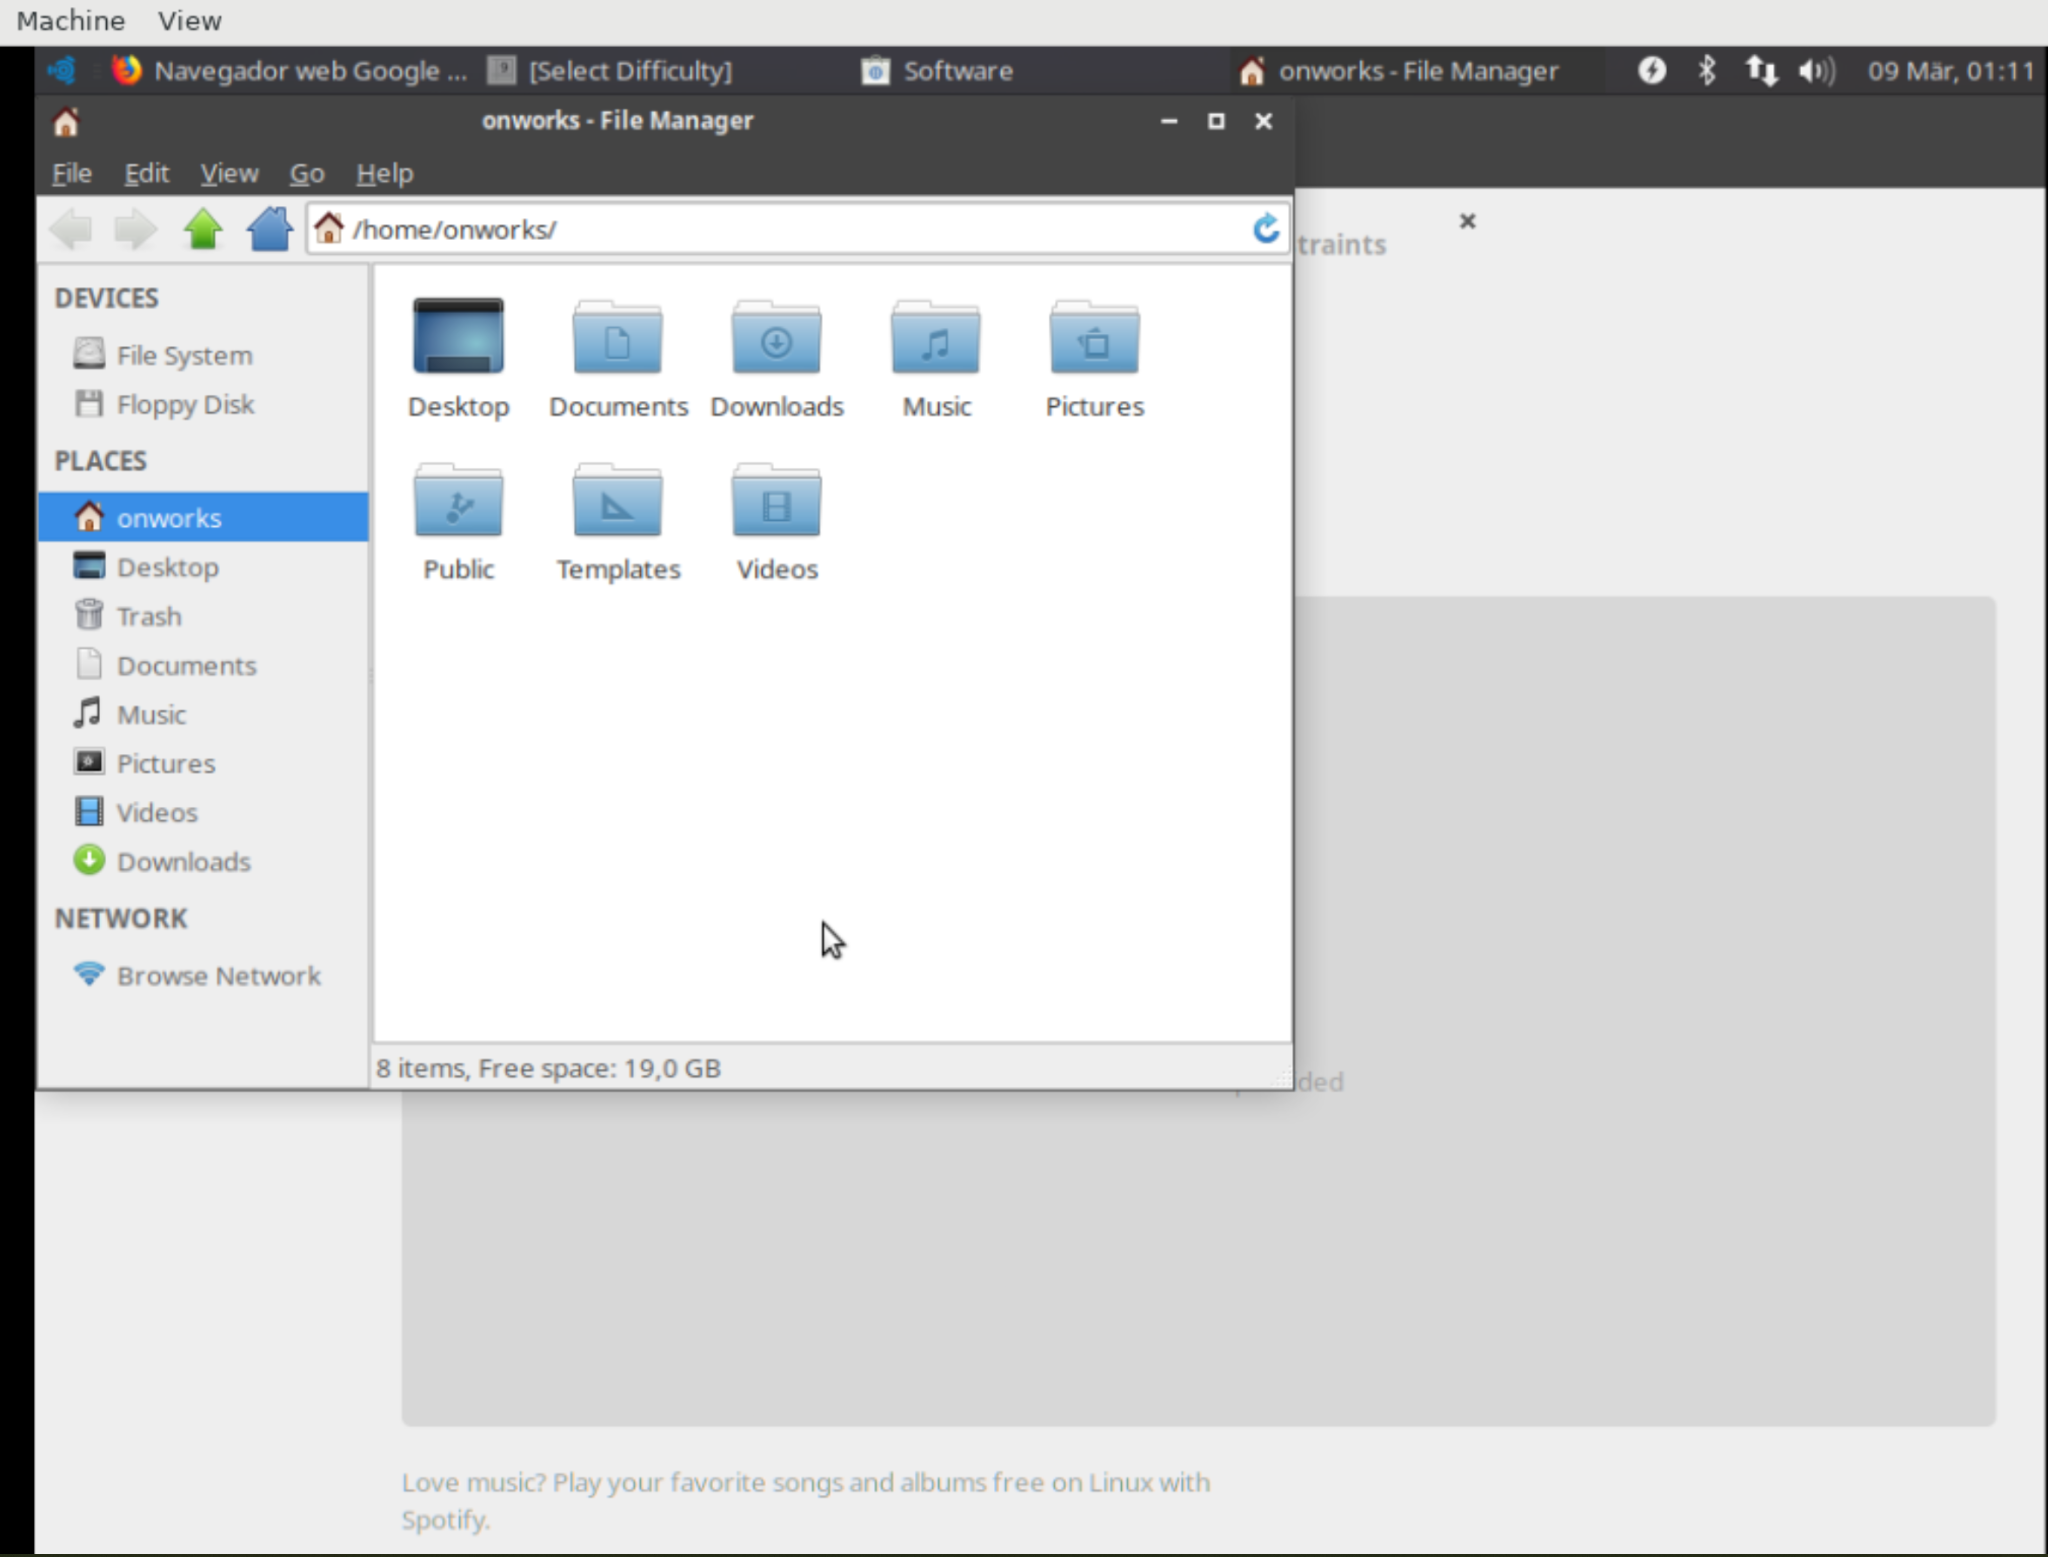 Machine View
Navegador web Google ... [Select Difficulty] Software onworks - File Manager 09 Mär, 01:11
onworks - File Manager
File Edit View Go Help
/home/onworks/
traints
DEVICES
File System
Floppy Disk
PLACES
onworks
Desktop
Trash
Documents
Music
Pictures
Videos
Downloads
NETWORK
Browse Network
Desktop Documents Downloads Music Pictures
Public Templates Videos
8 items, Free space: 19,0 GB
ded
Love music? Play your favorite songs and albums free on Linux with
Spotify.